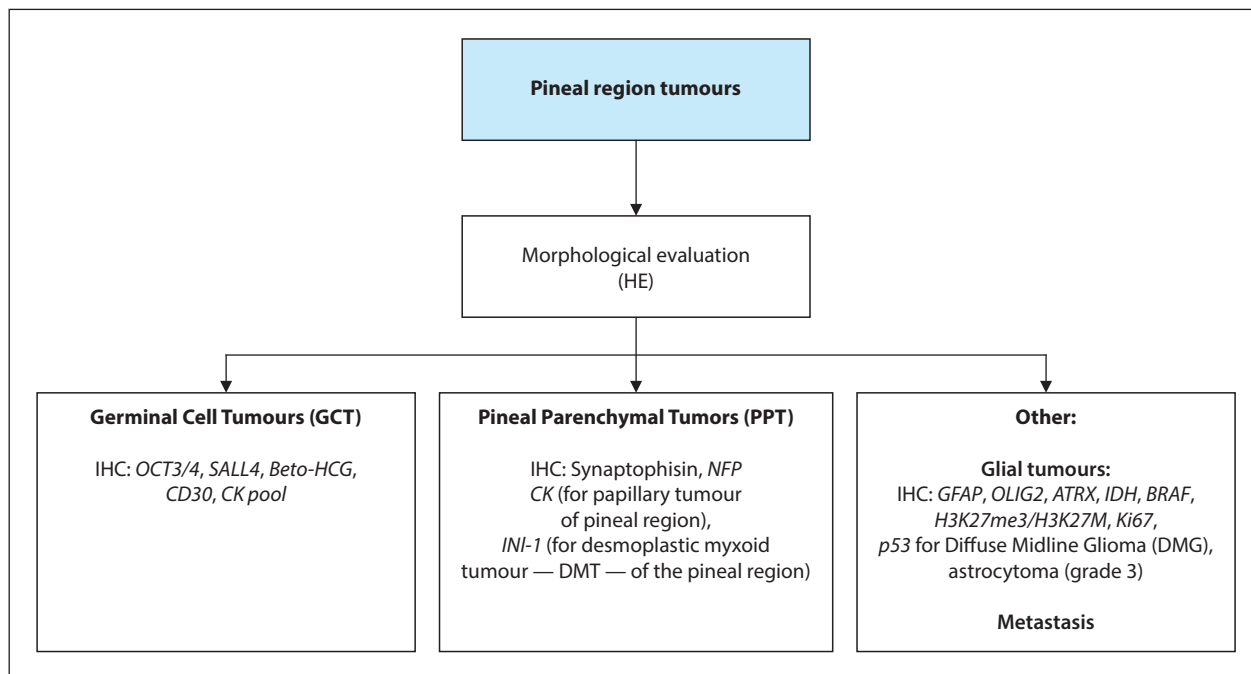 Pineal region tumours
Morphological evaluation
(HE)
Germinal Cell Tumours (GCT)
IHC: OCT3/4, SALL4, Beto-HCG,
CD30, CK pool
Pineal Parenchymal Tumors (PPT)
IHC: Synaptophisin, NFP
CK (for papillary tumour
of pineal region),
INI-1 (for desmoplastic myxoid
tumour — DMT — of the pineal region)
Other:
Glial tumours:
IHC: GFAP, OLIG2, ATRX, IDH, BRAF,
H3K27me3/H3K27M, Ki67,
p53 for Diffuse Midline Glioma (DMG),
astrocytoma (grade 3)
Metastasis